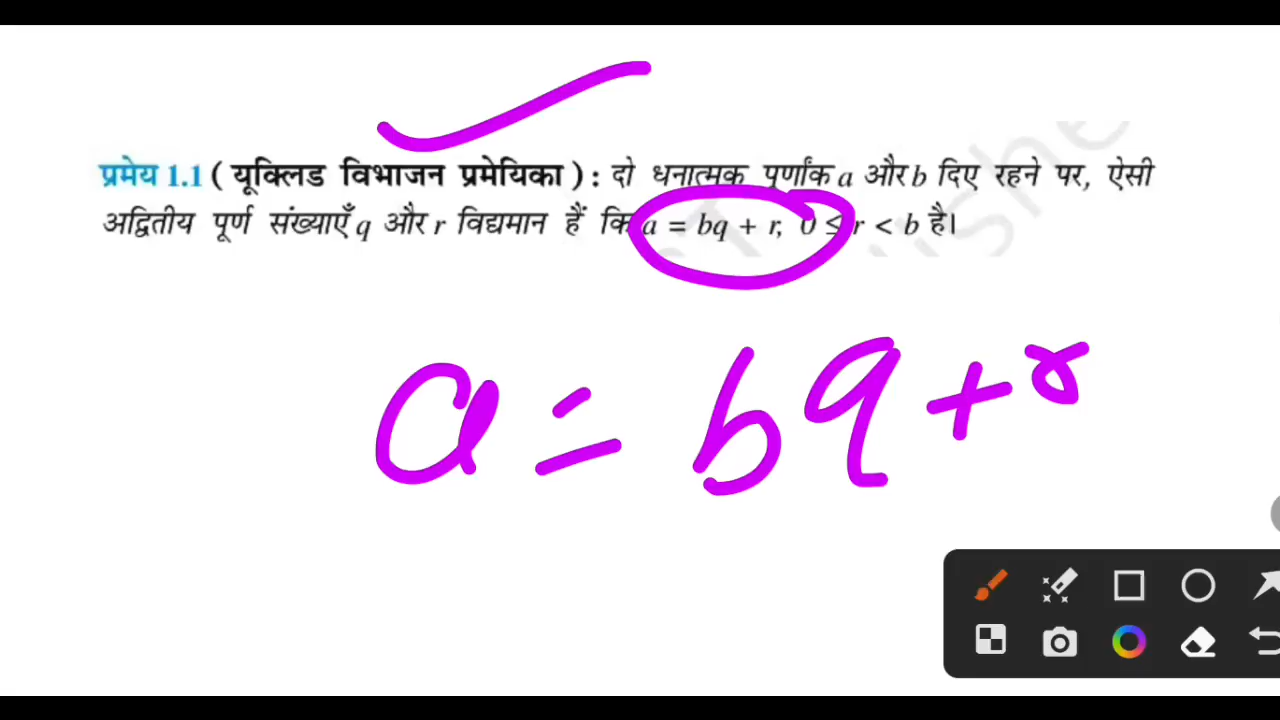 प्रमेय 1.1 ( यूक्लिड विभाजन प्रमेयिका ) : दो धनात्मक पूर्णांक a और b दिए रहने पर, ऐसी
अद्वितीय पूर्ण संख्याएँ q और r विद्यमान हैं कि a = bq + r, 0 ≤ r < b है।
a = bq + r